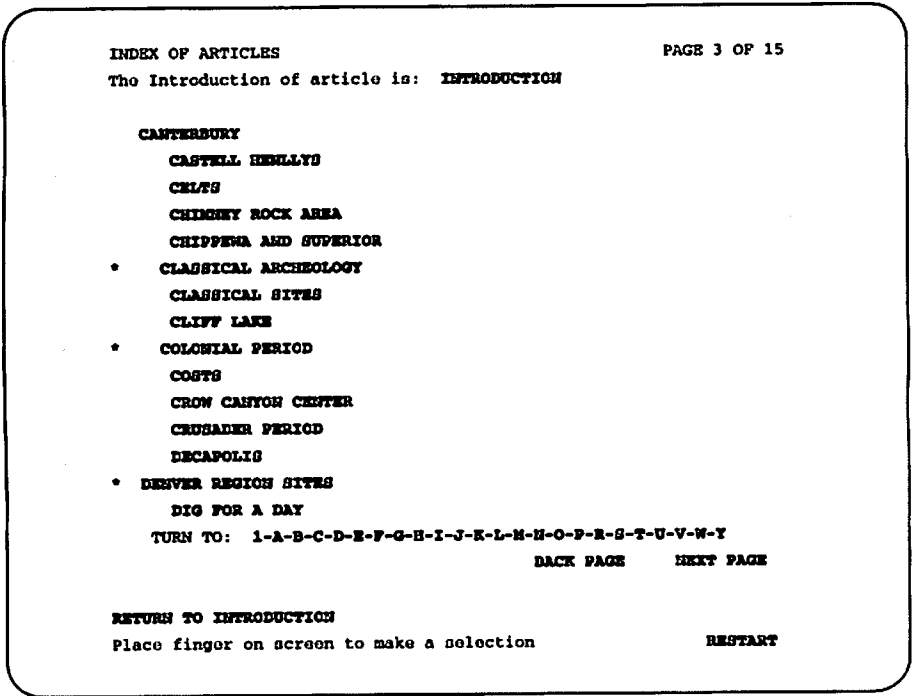 INDEX OF ARTICLES PAGE 3 OF 15
The Introduction of article is: INTRODUCTION
CANTERBURY
CASTELL HENLLYS
CELTS
CHIMNEY ROCK AREA
CHIPPEWA AND SUPERIOR
* CLASSICAL ARCHEOLOGY
CLASSICAL SITES
CLIFF LAKE
* COLONIAL PERIOD
COSTS
CROW CANYON CENTER
CRUSADER PERIOD
DECAPOLIS
* DENVER REGION SITES
DIG FOR A DAY
TURN TO: 1-A-B-C-D-E-F-G-H-I-J-K-L-M-N-O-P-R-S-T-U-V-W-Y
BACK PAGE NEXT PAGE
RETURN TO INTRODUCTION
Place finger on screen to make a selection RESTART